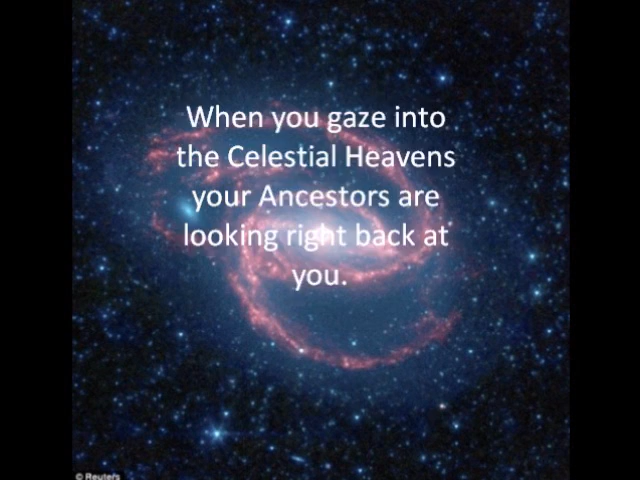 When you gaze into
the Celestial Heavens
your Ancestors are
looking right back at
you.
© Reuters